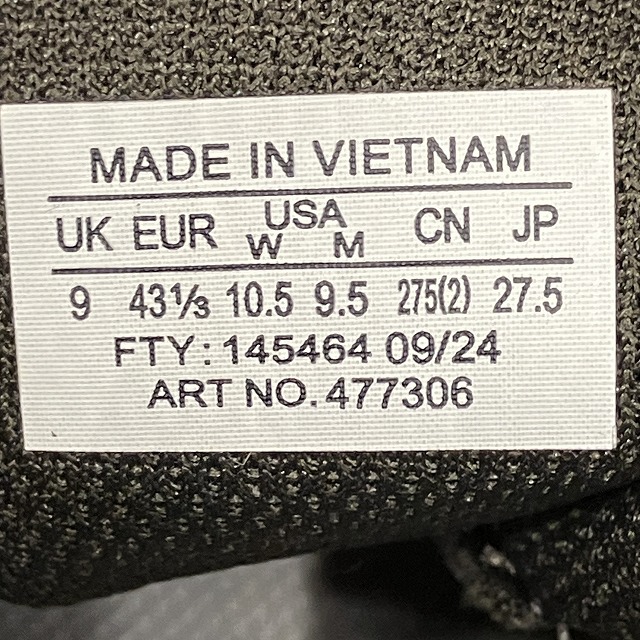 MADE IN VIETNAM
UK EUR USA CN JP
W M
9 43⅓ 10.5 9.5 275(2) 27.5
FTY: 145464 09/24
ART NO. 477306